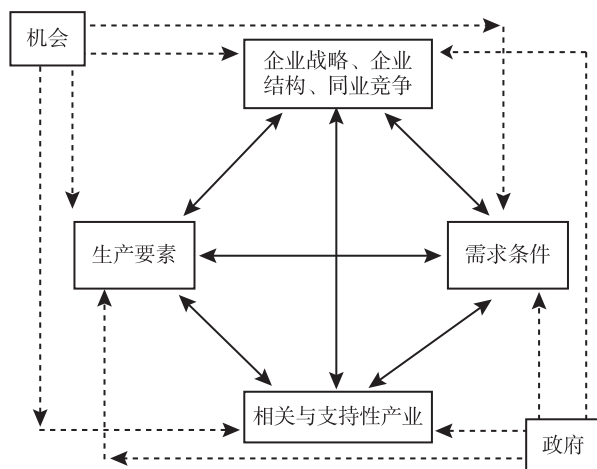 机会
企业战略、企业
结构、同业竞争
生产要素
需求条件
相关与支持性产业
政府